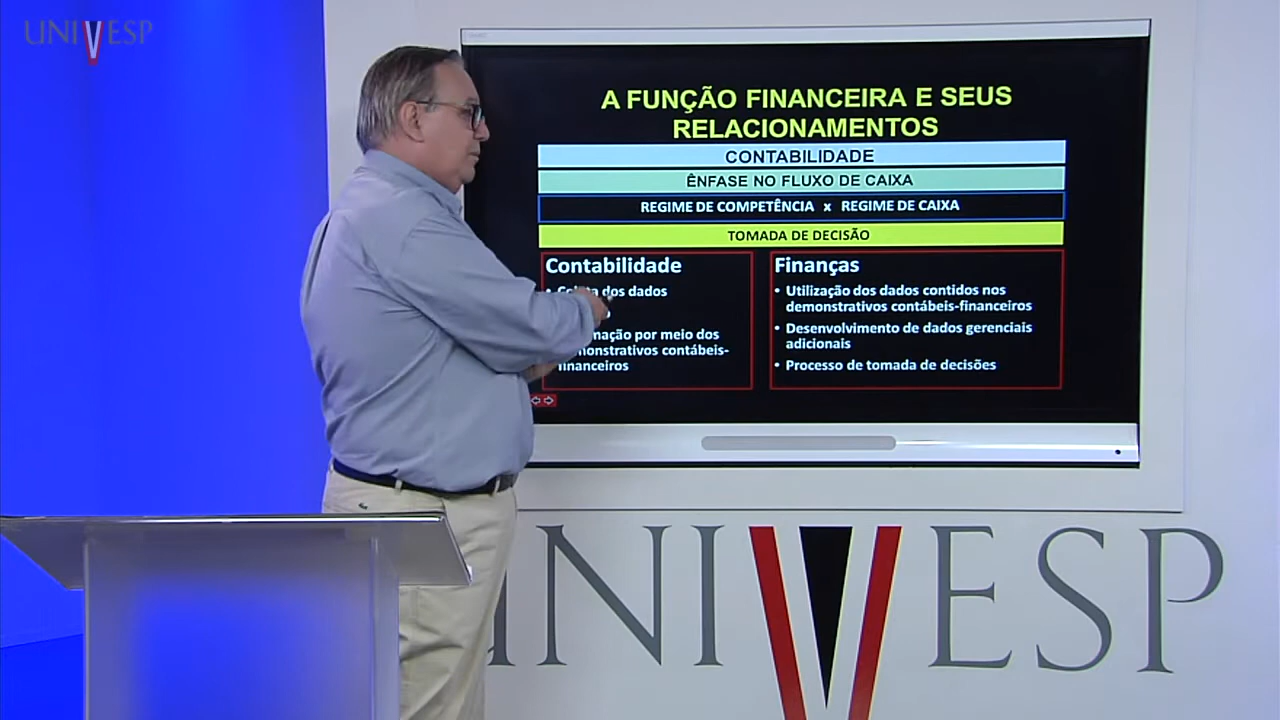 UNIVESP
A FUNÇÃO FINANCEIRA E SEUS
RELACIONAMENTOS
CONTABILIDADE
ÊNFASE NO FLUXO DE CAIXA
REGIME DE COMPETÊNCIA x REGIME DE CAIXA
TOMADA DE DECISÃO
Contabilidade
• dos dados
por meio dos
contábeis-
Finanças
• Utilização dos dados contidos nos
demonstrativos contábeis-financeiros
• Desenvolvimento de dados gerenciais
adicionais
• Processo de tomada de decisões
UNIVESP